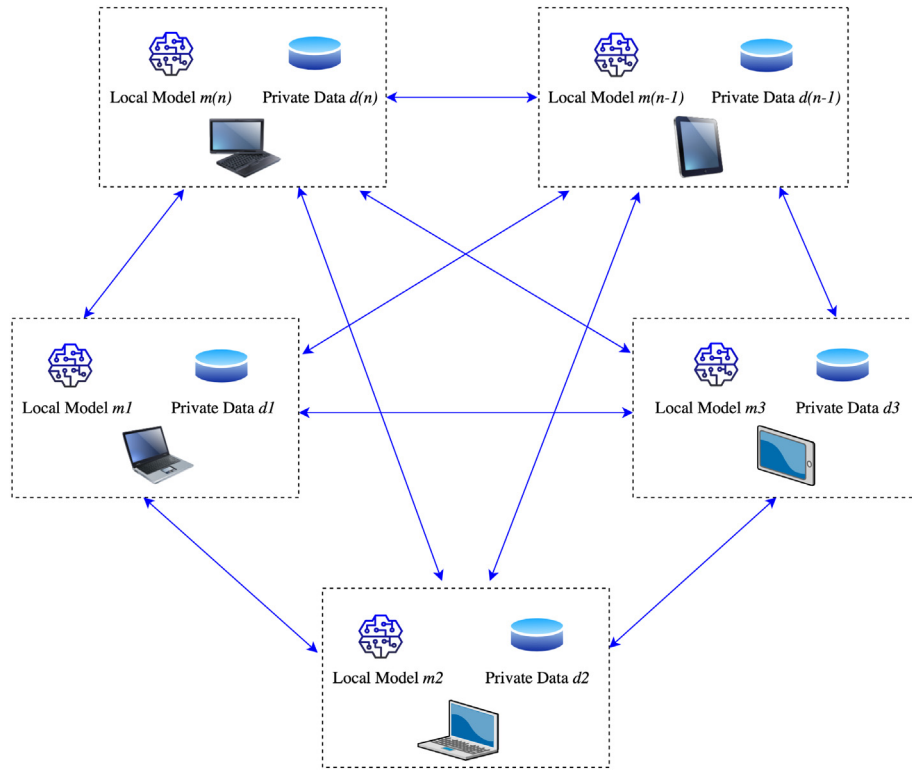 Local Model m(n)
Private Data d(n)
Local Model m(n-1)
Private Data d(n-1)
Local Model m1
Private Data d1
Local Model m3
Private Data d3
Local Model m2
Private Data d2